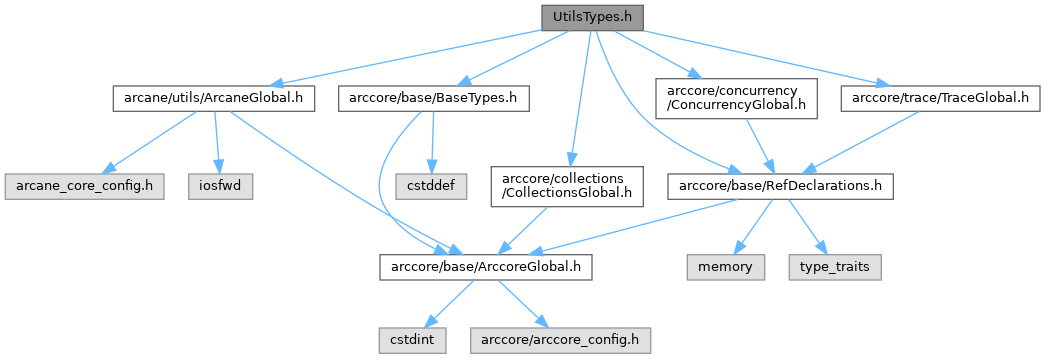 UtilsTypes.h
arcane/utils/ArcaneGlobal.h
arccore/base/BaseTypes.h
arccore/concurrency
/ConcurrencyGlobal.h
arccore/trace/TraceGlobal.h
arcane_core_config.h
iosfwd
cstddef
arccore/collections
/CollectionsGlobal.h
arccore/base/RefDeclarations.h
arccore/base/ArccoreGlobal.h
memory
type_traits
cstdint
arccore/arccore_config.h